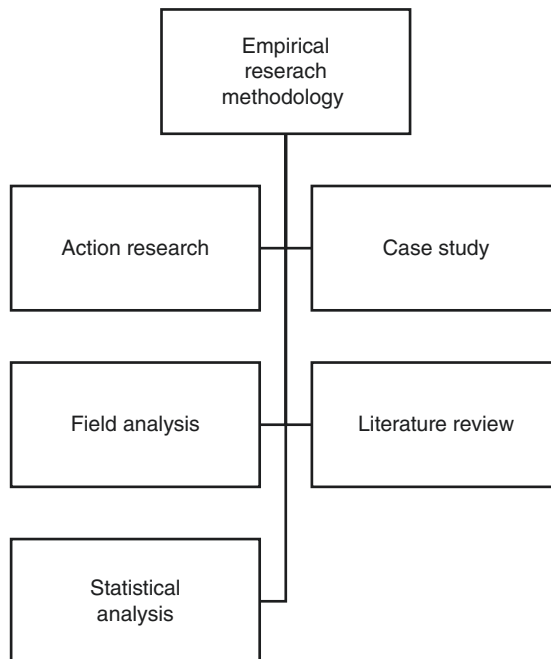 Empirical
reserach
methodology
Action research
Case study
Field analysis
Literature review
Statistical
analysis